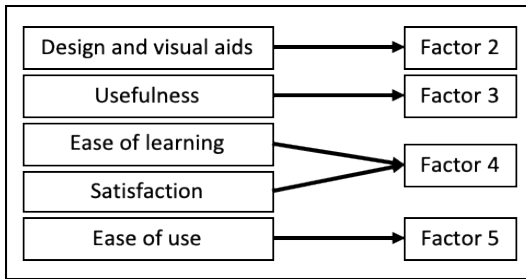 Design and visual aids
Factor 2
Usefulness
Factor 3
Ease of learning
Satisfaction
Factor 4
Ease of use
Factor 5